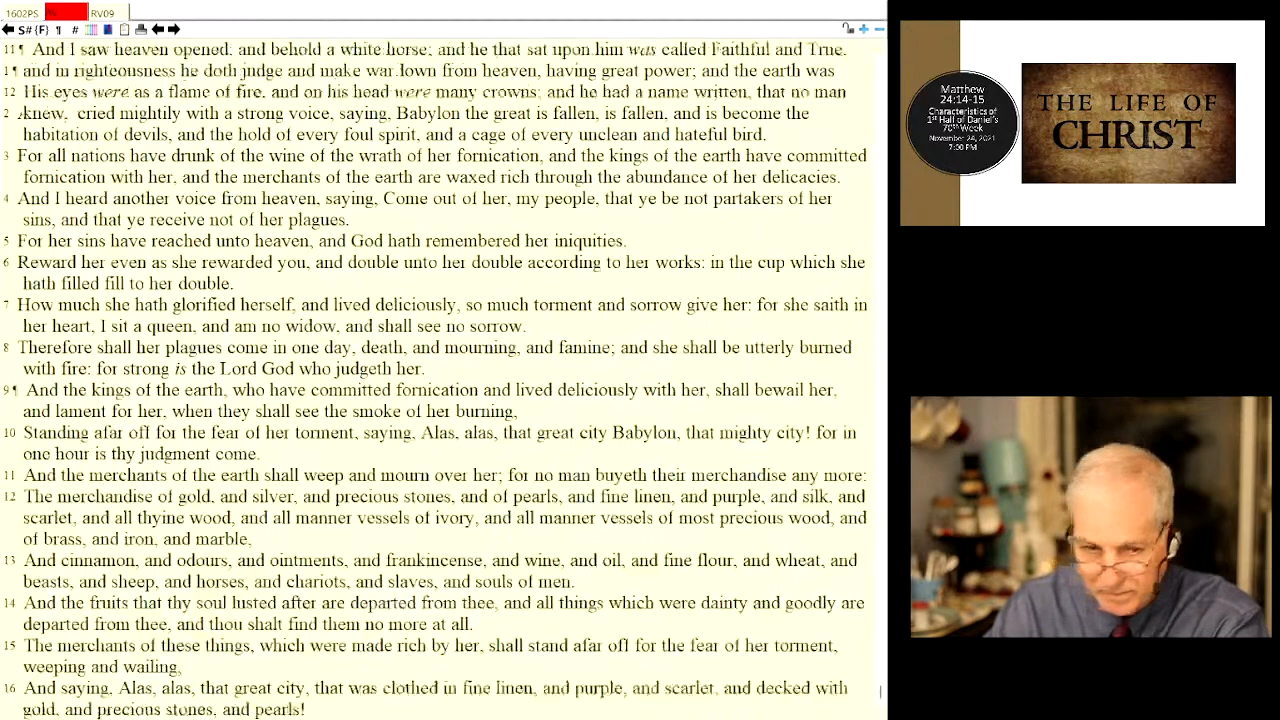 1602PS RV09
S# {F} ¶ #
11 ¶ And I saw heaven opened, and behold a white horse; and he that sat upon him was called Faithful and True,
1 ¶ and in righteousness he doth judge and make war. down from heaven, having great power; and the earth was
12 His eyes were as a flame of fire, and on his head were many crowns; and he had a name written, that no man
2 knew, cried mightily with a strong voice, saying, Babylon the great is fallen, is fallen, and is become the
habitation of devils, and the hold of every foul spirit, and a cage of every unclean and hateful bird.
3 For all nations have drunk of the wine of the wrath of her fornication, and the kings of the earth have committed
fornication with her, and the merchants of the earth are waxed rich through the abundance of her delicacies.
4 And I heard another voice from heaven, saying, Come out of her, my people, that ye be not partakers of her
sins, and that ye receive not of her plagues.
5 For her sins have reached unto heaven, and God hath remembered her iniquities.
6 Reward her even as she rewarded you, and double unto her double according to her works: in the cup which she
hath filled fill to her double.
7 How much she hath glorified herself, and lived deliciously, so much torment and sorrow give her: for she saith in
her heart, I sit a queen, and am no widow, and shall see no sorrow.
8 Therefore shall her plagues come in one day, death, and mourning, and famine; and she shall be utterly burned
with fire: for strong is the Lord God who judgeth her.
9 ¶ And the kings of the earth, who have committed fornication and lived deliciously with her, shall bewail her,
and lament for her, when they shall see the smoke of her burning,
10 Standing afar off for the fear of her torment, saying, Alas, alas, that great city Babylon, that mighty city! for in
one hour is thy judgment come.
11 And the merchants of the earth shall weep and mourn over her; for no man buyeth their merchandise any more:
12 The merchandise of gold, and silver, and precious stones, and of pearls, and fine linen, and purple, and silk, and
scarlet, and all thyine wood, and all manner vessels of ivory, and all manner vessels of most precious wood, and
of brass, and iron, and marble,
13 And cinnamon, and odours, and ointments, and frankincense, and wine, and oil, and fine flour, and wheat, and
beasts, and sheep, and horses, and chariots, and slaves, and souls of men.
14 And the fruits that thy soul lusted after are departed from thee, and all things which were dainty and goodly are
departed from thee, and thou shalt find them no more at all.
15 The merchants of these things, which were made rich by her, shall stand afar off for the fear of her torment,
weeping and wailing,
16 And saying, Alas, alas, that great city, that was clothed in fine linen, and purple, and scarlet, and decked with
gold, and precious stones, and pearls!
Matthew
24:14-15
Characteristics of
1st Half of Daniel's
70th Week
November 24, 2021
7:00 PM
THE LIFE OF
CHRIST